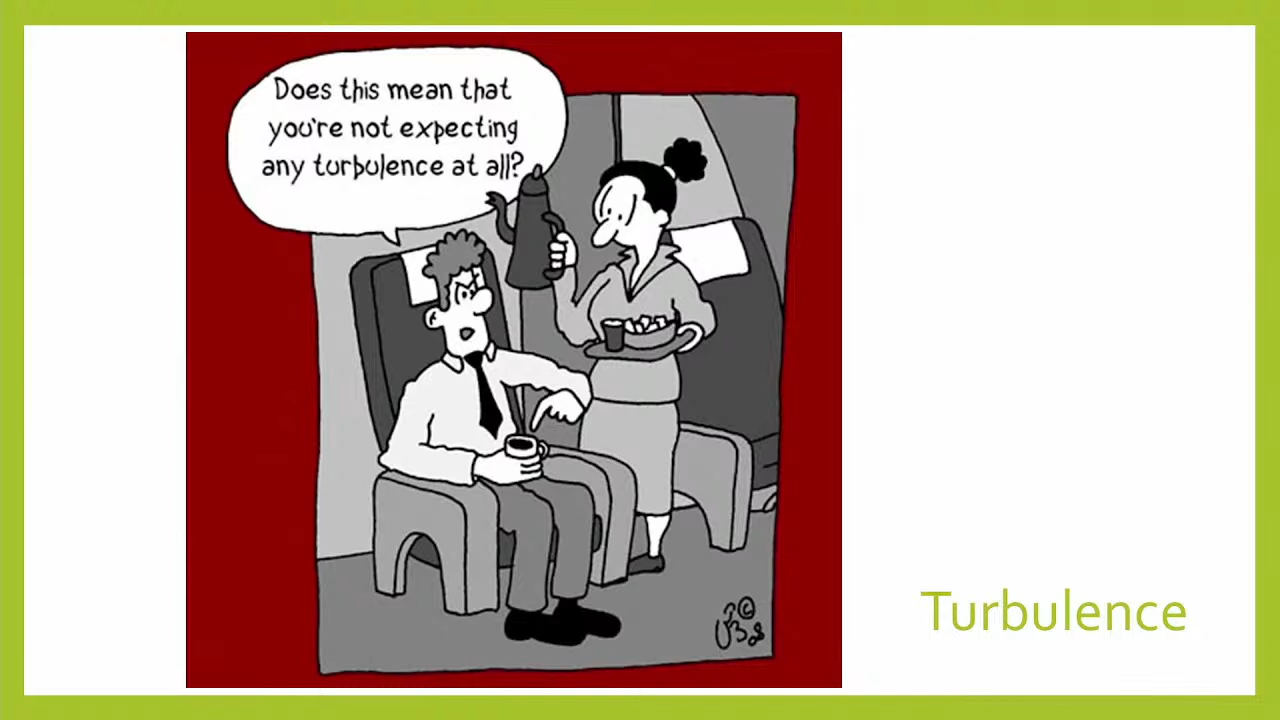 Does this mean that
you're not expecting
any turbulence at all?
Turbulence